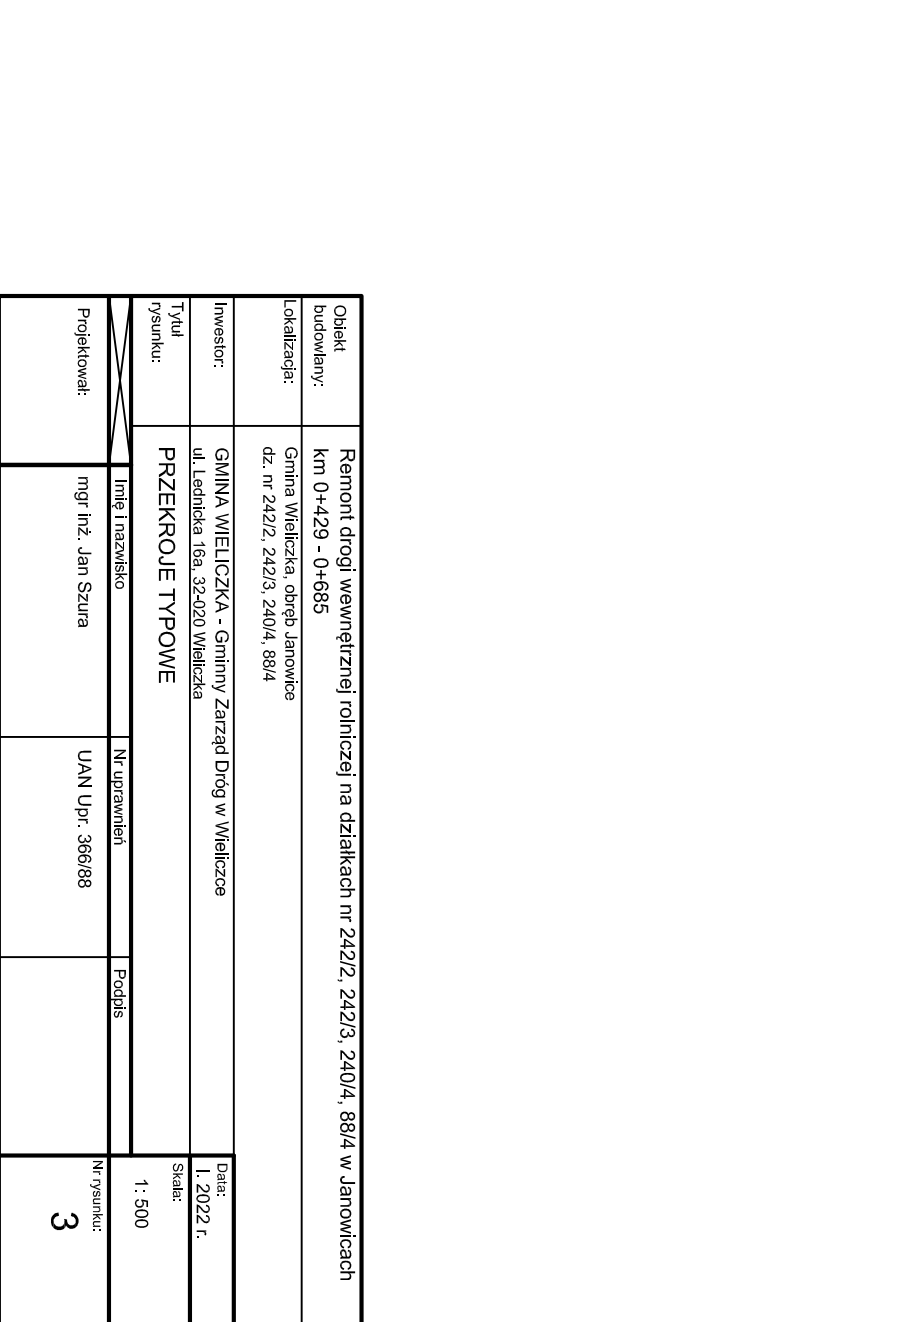 Obiekt
budowlany:
Remont drogi wewnętrznej rolniczej na działkach nr 242/2, 242/3, 240/4, 88/4 w Janowicach
km 0+429 - 0+685
Lokalizacja:
Gmina Wieliczka, obręb Janowice
dz. nr 242/2, 242/3, 240/4, 88/4
Inwestor:
GMINA WIELICZKA - Gminny Zarząd Dróg w Wieliczce
ul. Lednicka 16a, 32-020 Wieliczka
Data:
I. 2022 r.
Tytuł
rysunku:
PRZEKROJE TYPOWE
Skala:
1: 500
Imię i nazwisko
Nr uprawnień
Podpis
Projektował:
mgr inż. Jan Szura
UAN Upr. 366/88
Nr rysunku:
3